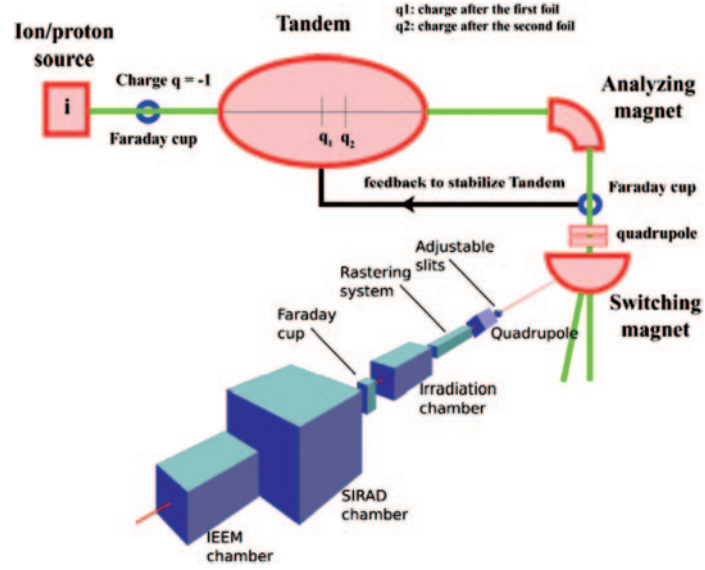 q1: charge after the first foil
q2: charge after the second foil
Tandem
Ion/proton
source
Charge q = -1
i
Faraday cup
q1 q2
Analyzing
magnet
feedback to stabilize Tandem
Faraday cup
quadrupole
Adjustable
slits
Rastering
system
Faraday
cup
Switching
magnet
Quadrupole
Irradiation
chamber
SIRAD
chamber
IEEM
chamber